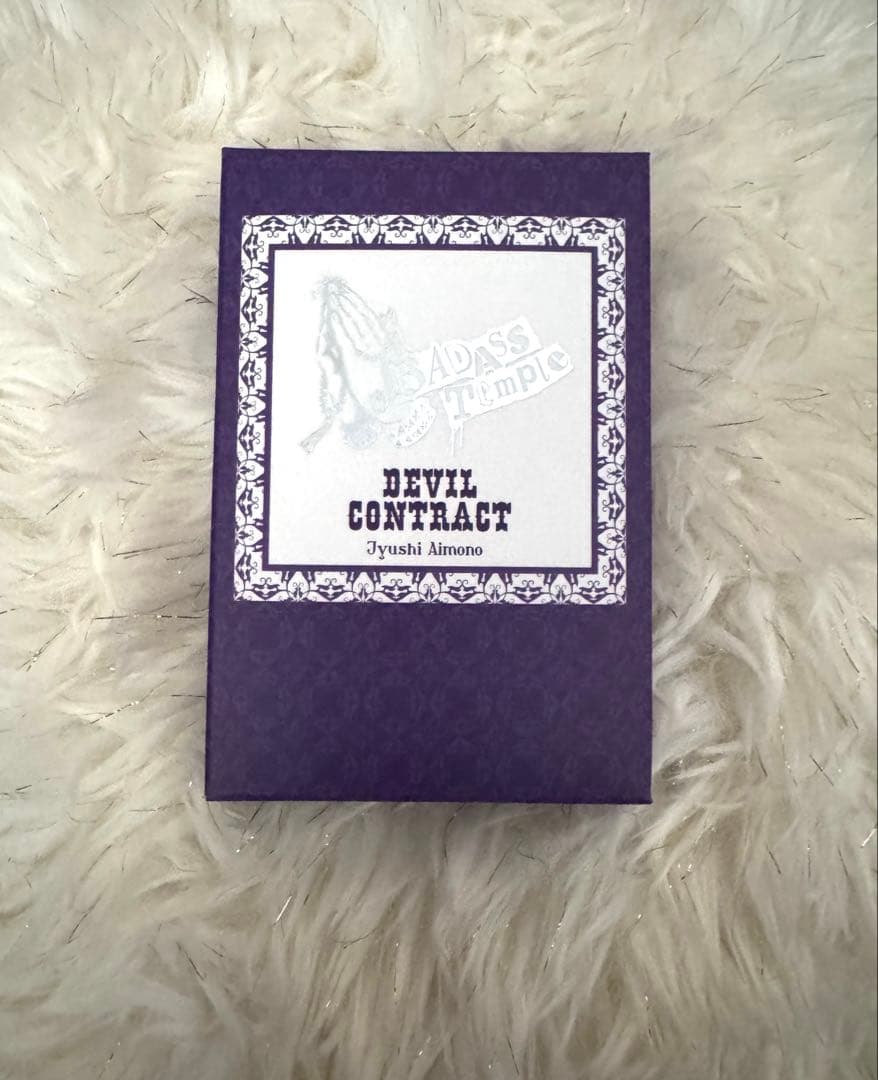 BADASS
Temple
DEVIL
CONTRACT
Jyushi Aimono